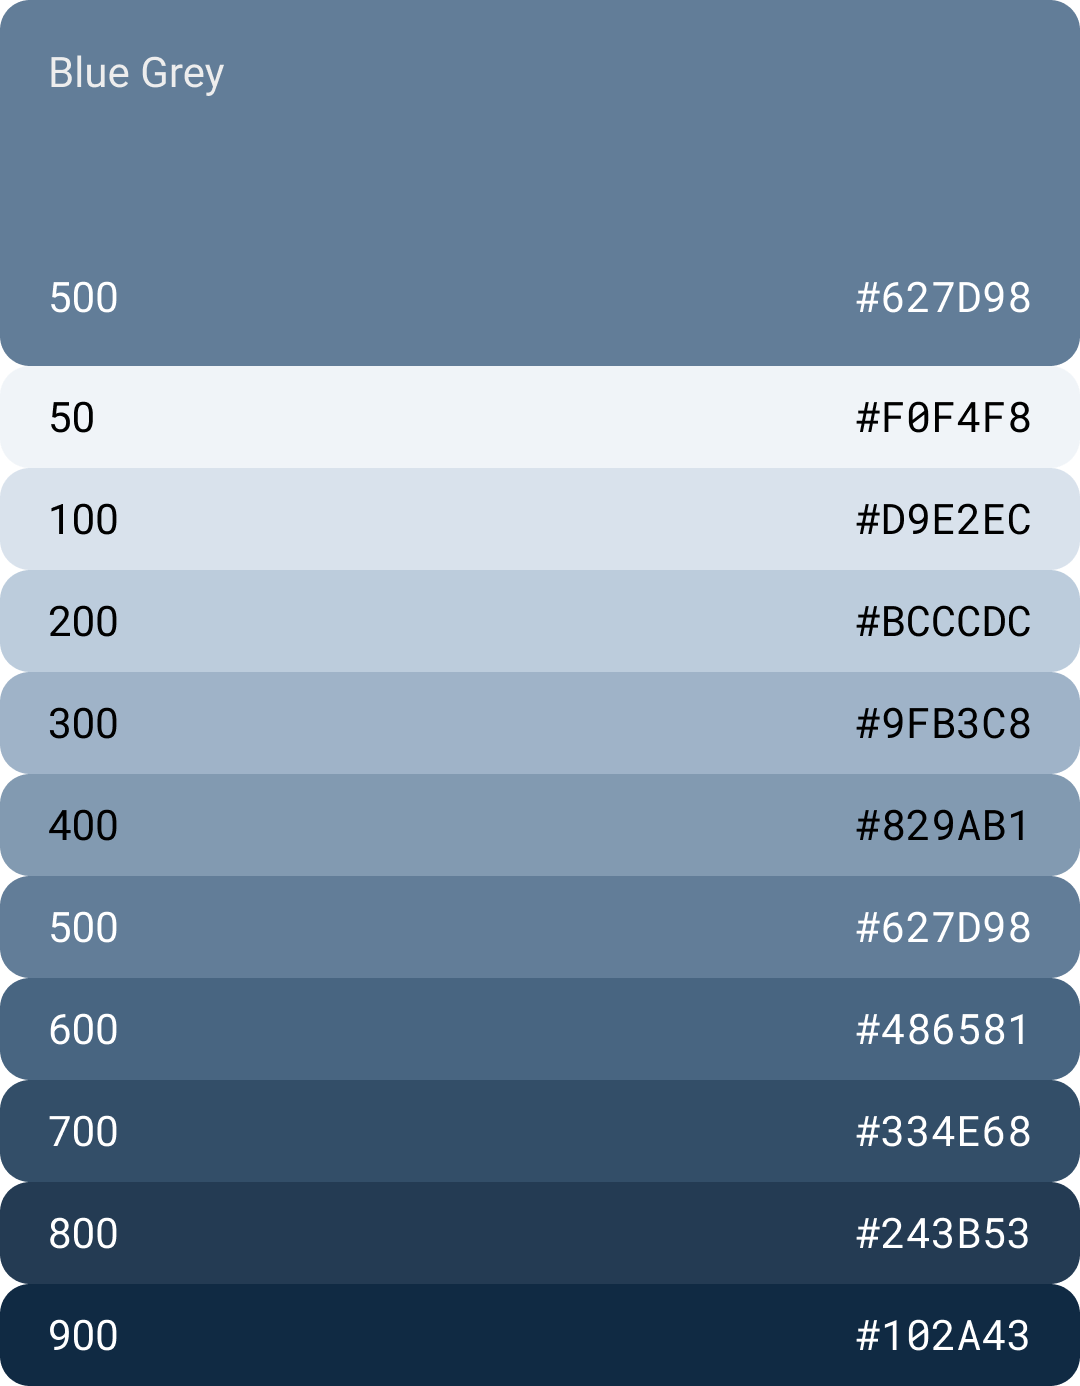 Blue Grey
500 #627D98
50 #F0F4F8
100 #D9E2EC
200 #BCCCDC
300 #9FB3C8
400 #829AB1
500 #627D98
600 #486581
700 #334E68
800 #243B53
900 #102A43